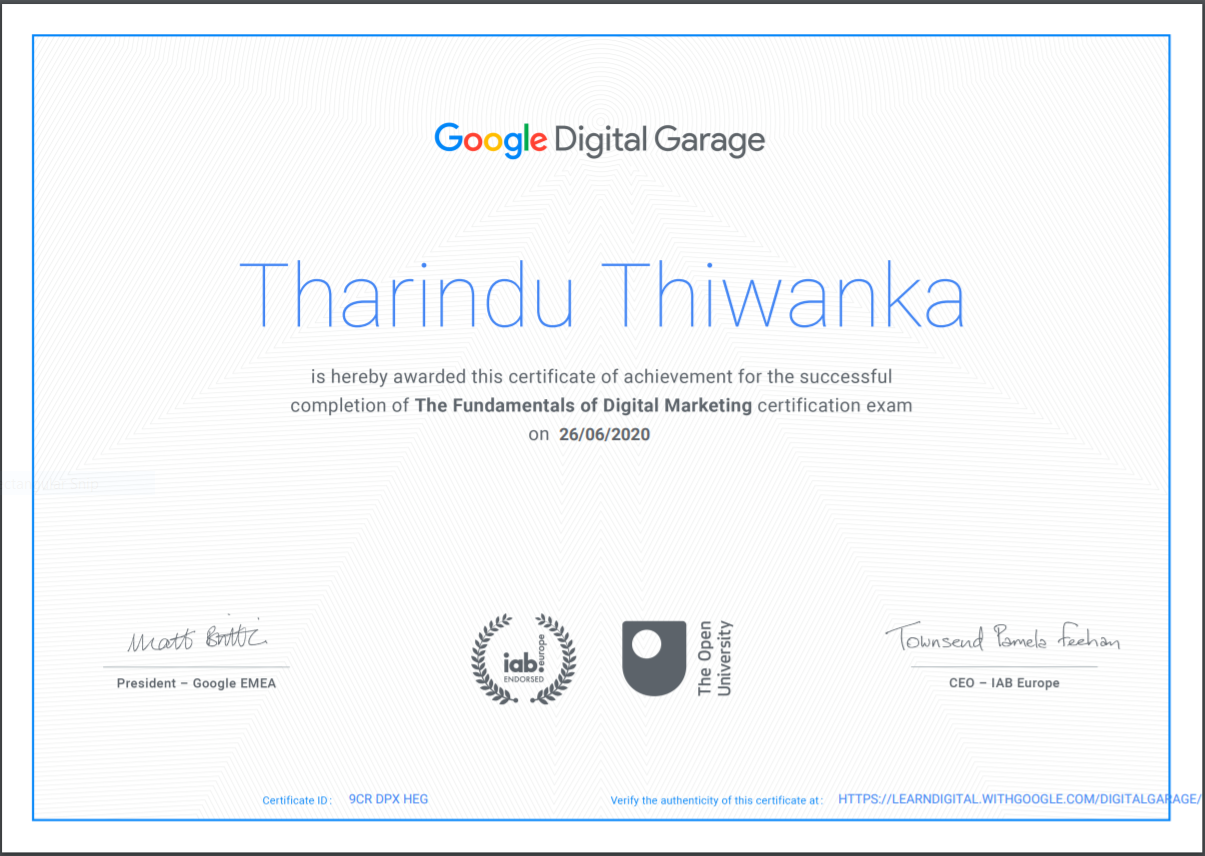 Google Digital Garage
Tharindu Thiwanka
is hereby awarded this certificate of achievement for the successful
completion of The Fundamentals of Digital Marketing certification exam
on 26/06/2020
Matt Brittin
President – Google EMEA
iab.europe
ENDORSED
The Open
University
Townsend Pamela Feehan
CEO – IAB Europe
Certificate ID: 9CR DPX HEG
Verify the authenticity of this certificate at: HTTPS://LEARNDIGITAL.WITHGOOGLE.COM/DIGITALGARAGE/